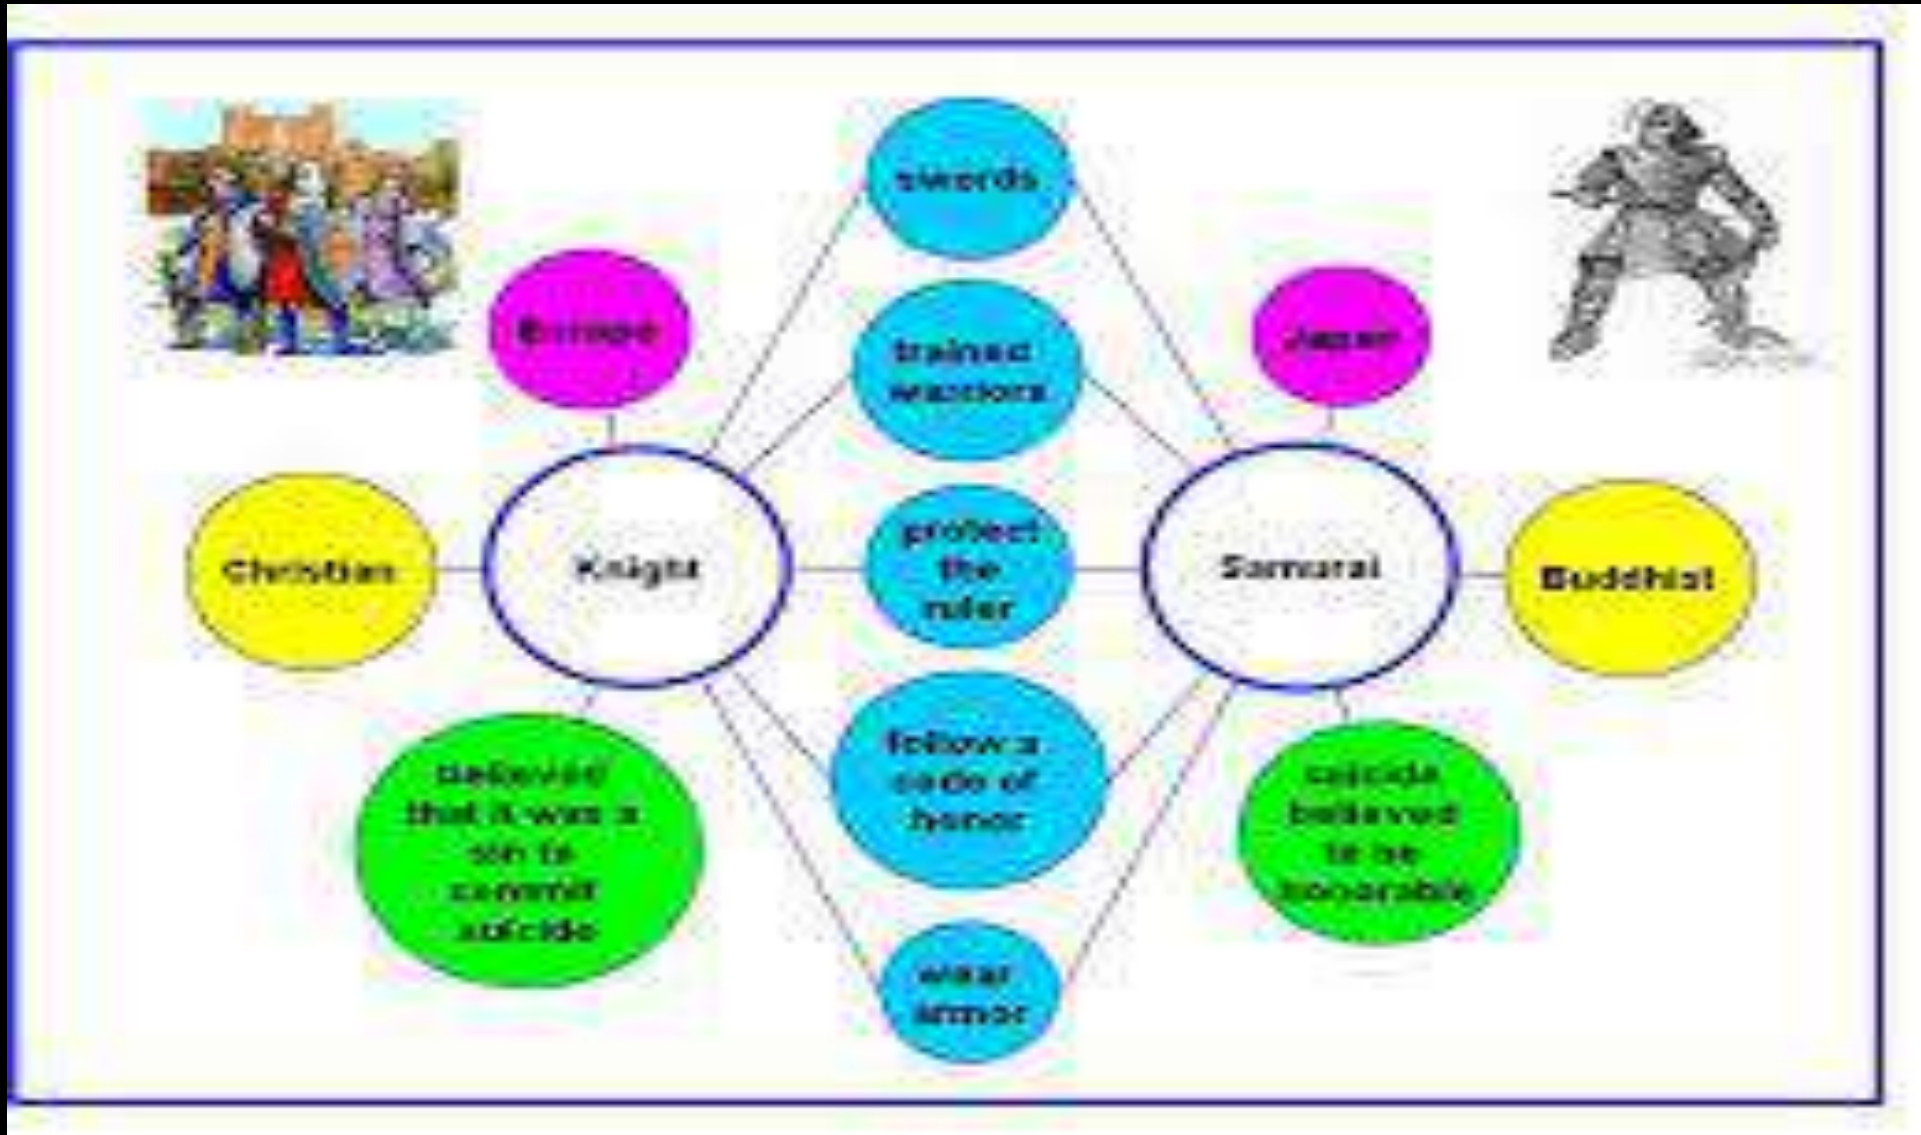 swords
Europe
trained
warriors
Japan
Christian
Knight
protect
the
ruler
Samurai
Buddhist
believed
that it was a
sin to
commit
suicide
follow a
code of
honor
suicide
believed
to be
honorable
wear
armor